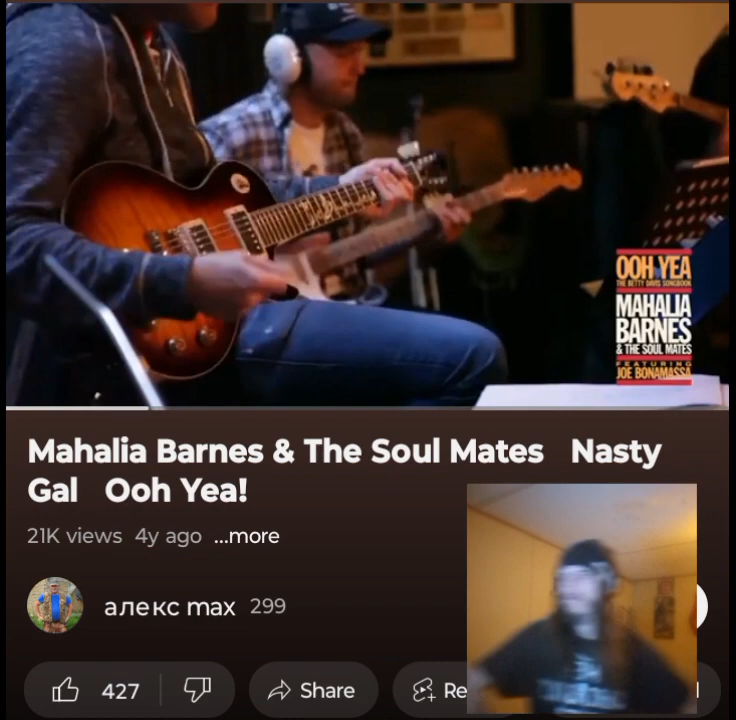 OOH YEA
THE BETTY DAVIS SONGBOOK
MAHALIA
BARNES
& THE SOUL MATES
FEATURING
JOE BONAMASSA
Mahalia Barnes & The Soul Mates Nasty
Gal Ooh Yea!
21K views 4y ago ...more
алекс max 299
427 Share Re